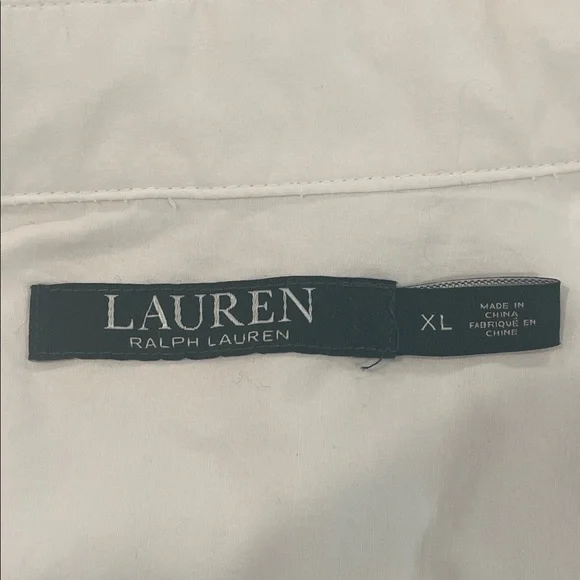 LAUREN
RALPH LAUREN
XL
MADE IN
CHINA
FABRIQUÉ EN
CHINE